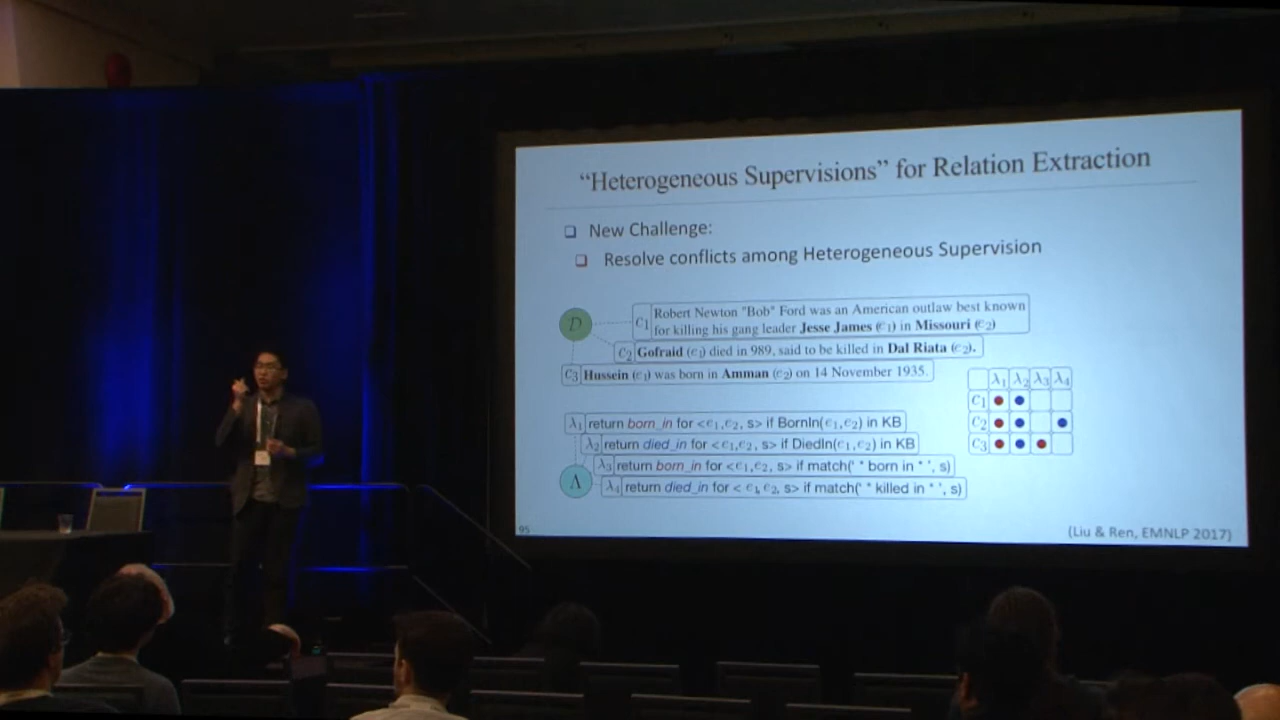 “Heterogeneous Supervisions” for Relation Extraction
New Challenge:
Resolve conflicts among Heterogeneous Supervision
D
c1 Robert Newton "Bob" Ford was an American outlaw best known
for killing his gang leader Jesse James (e1) in Missouri (e2)
c2 Gofraid (e1) died in 989, said to be killed in Dal Riata (e2).
c3 Hussein (e1) was born in Amman (e2) on 14 November 1935.
λ1 λ2 λ3 λ4
c1
c2
c3
λ1 return born_in for <e1,e2, s> if BornIn(e1,e2) in KB
λ2 return died_in for <e1,e2, s> if DiedIn(e1,e2) in KB
λ3 return born_in for <e1,e2, s> if match(' * born in * ', s)
Λ
λ4 return died_in for < e1, e2, s> if match(' * killed in * ', s)
95
(Liu & Ren, EMNLP 2017)